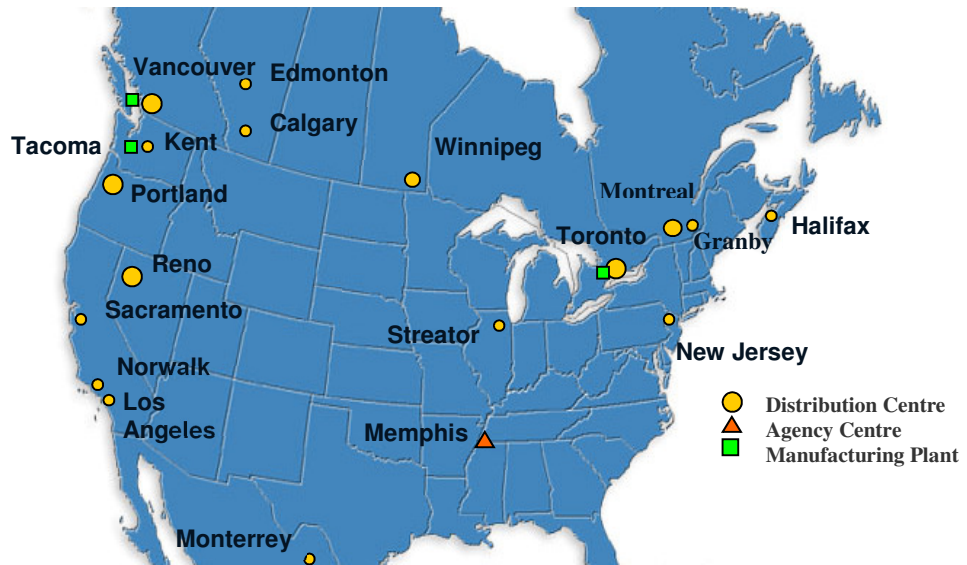 Vancouver
Edmonton
Calgary
Tacoma
Kent
Winnipeg
Portland
Montreal
Halifax
Toronto
Granby
Reno
Sacramento
Streator
New Jersey
Norwalk
Los
Angeles
Memphis
Distribution Centre
Agency Centre
Manufacturing Plant
Monterrey